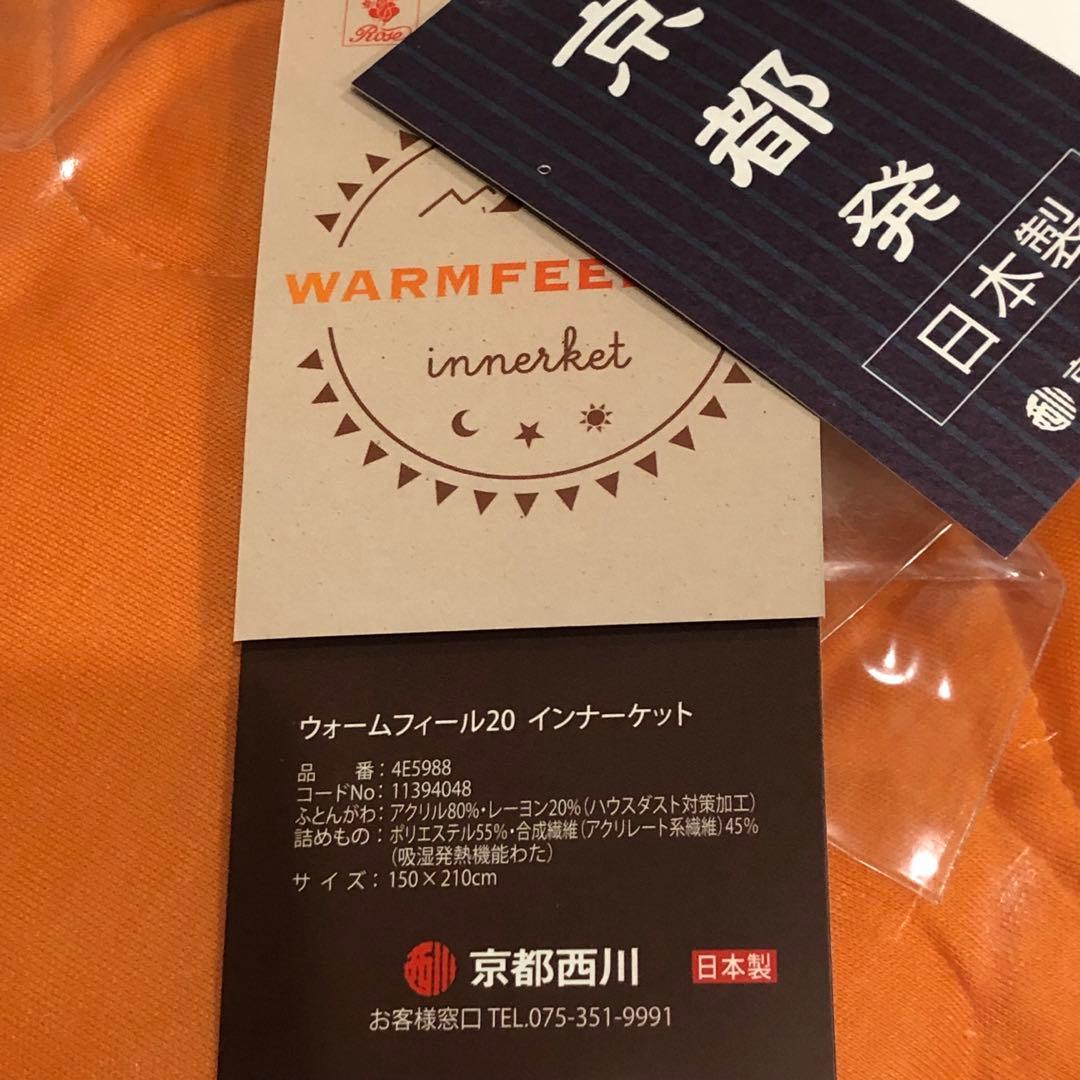 Rose
京都発
日本製
WARMFEE
innerket
ウォームフィール20 インナーケット
品 番：4E5988
コードNo：11394048
ふとんがわ：アクリル80%・レーヨン20%（ハウスダスト対策加工）
詰めもの：ポリエステル55%・合成繊維（アクリレート系繊維）45%
（吸湿発熱機能わた）
サイズ：150×210cm
京都西川 日本製
お客様窓口 TEL.075-351-9991